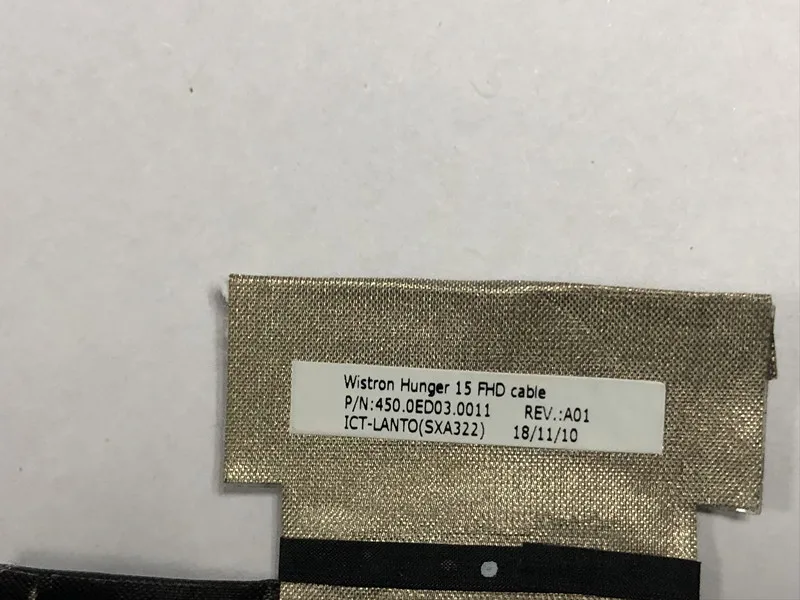 Wistron Hunger 15 FHD cable
P/N:450.0ED03.0011 REV.:A01
ICT-LANTO(SXA322) 18/11/10